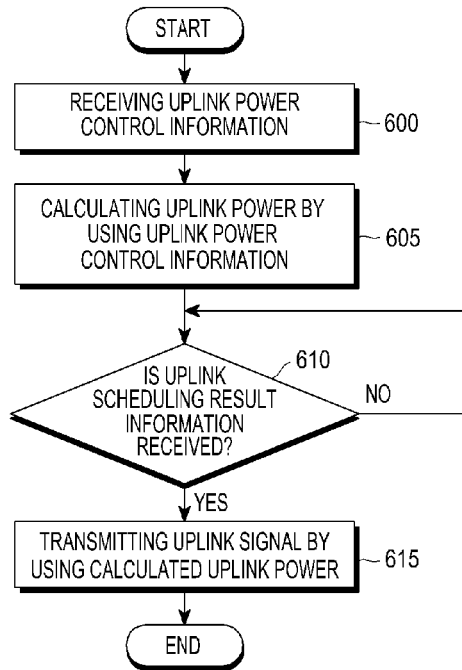 START
RECEIVING UPLINK POWER
CONTROL INFORMATION
600
CALCULATING UPLINK POWER BY
USING UPLINK POWER
CONTROL INFORMATION
605
610
IS UPLINK
SCHEDULING RESULT
INFORMATION
RECEIVED?
NO
YES
TRANSMITTING UPLINK SIGNAL BY
USING CALCULATED UPLINK POWER
615
END